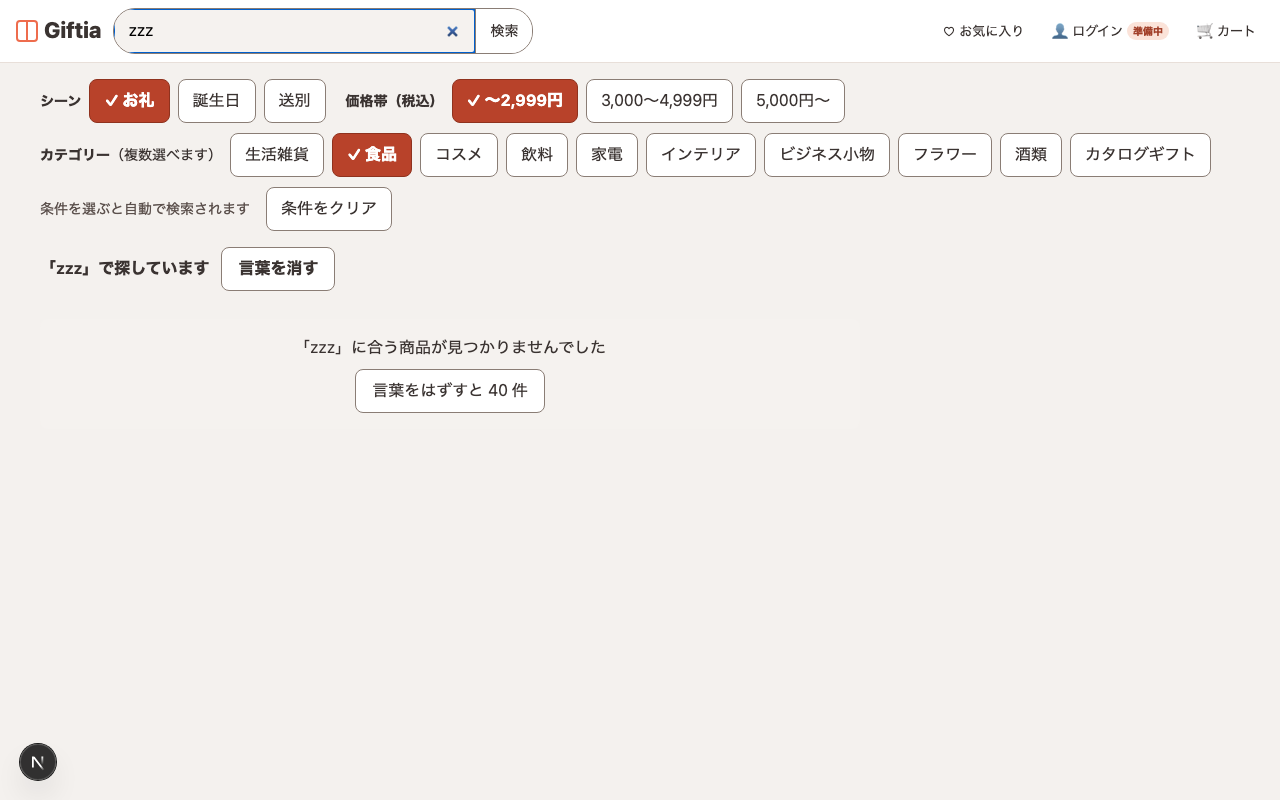 Giftia zzz × 検索 ♡ お気に入り 👤 ログイン 準備中 🛒 カート
シーン ✓ お礼 誕生日 送別 価格帯（税込） ✓ 〜2,999円 3,000〜4,999円 5,000円〜
カテゴリー（複数選べます） 生活雑貨 ✓ 食品 コスメ 飲料 家電 インテリア ビジネス小物 フラワー 酒類 カタログギフト
条件を選ぶと自動で検索されます 条件をクリア
「zzz」で探しています 言葉を消す
「zzz」に合う商品が見つかりませんでした
言葉をはずすと 40 件
N